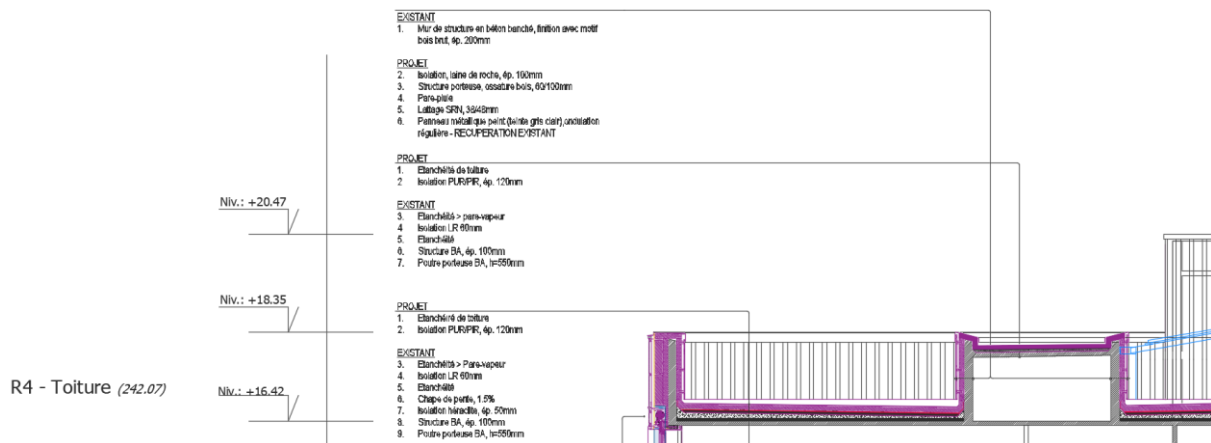 EXISTANT
1. Mur de structure en béton banché, finition avec motif
bois brut, ép. 200mm
PROJET
2. Isolation, laine de roche, ép. 160mm
3. Structure porteuse, ossature bois, 60/100mm
4. Pare-pluie
5. Lattage SRN, 36/48mm
6. Panneau métallique peint (teinte gris clair), ondulation
régulière - RECUPERATION EXISTANT
PROJET
1. Etanchéité de toiture
2 Isolation PUR/PIR, ép. 120mm
EXISTANT
3. Etanchéité > pare-vapeur
4 Isolation LR 60mm
5. Etanchéité
6. Structure BA, ép. 100mm
7. Poutre porteuse BA, h=550mm
PROJET
1. Etanchéiré de toiture
2. Isolation PUR/PIR, ép. 120mm
EXISTANT
3. Etanchéité > Pare-vapeur
4. Isolation LR 60mm
5. Etanchéité
6. Chape de pente, 1.5%
7. Isolation héraclite, ép. 50mm
8. Structure BA, ép. 100mm
9. Poutre porteuse BA, h=550mm
Niv.: +20.47
Niv.: +18.35
Niv.: +16.42
R4 - Toiture (242.07)